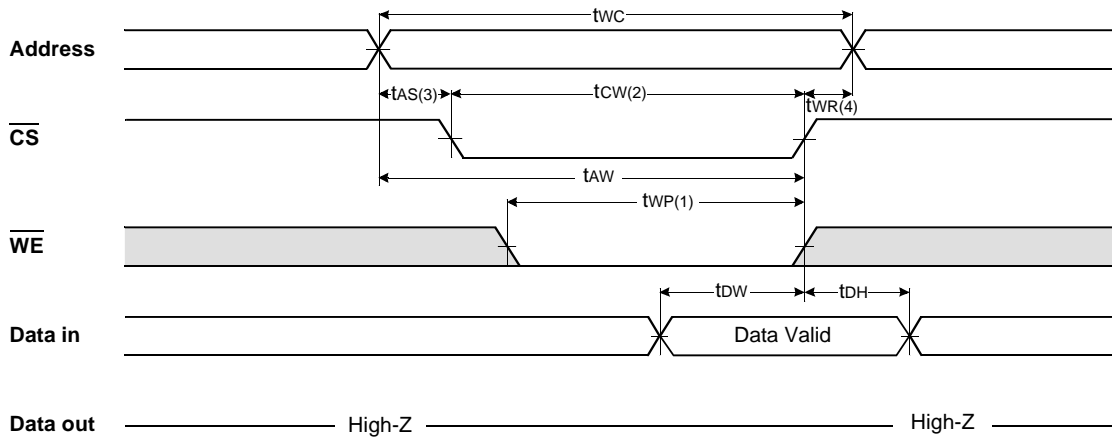 tWC
Address
tAS(3) tCW(2) tWR(4)
CS
tAW
tWP(1)
WE
tDW tDH
Data in Data Valid
Data out High-Z High-Z